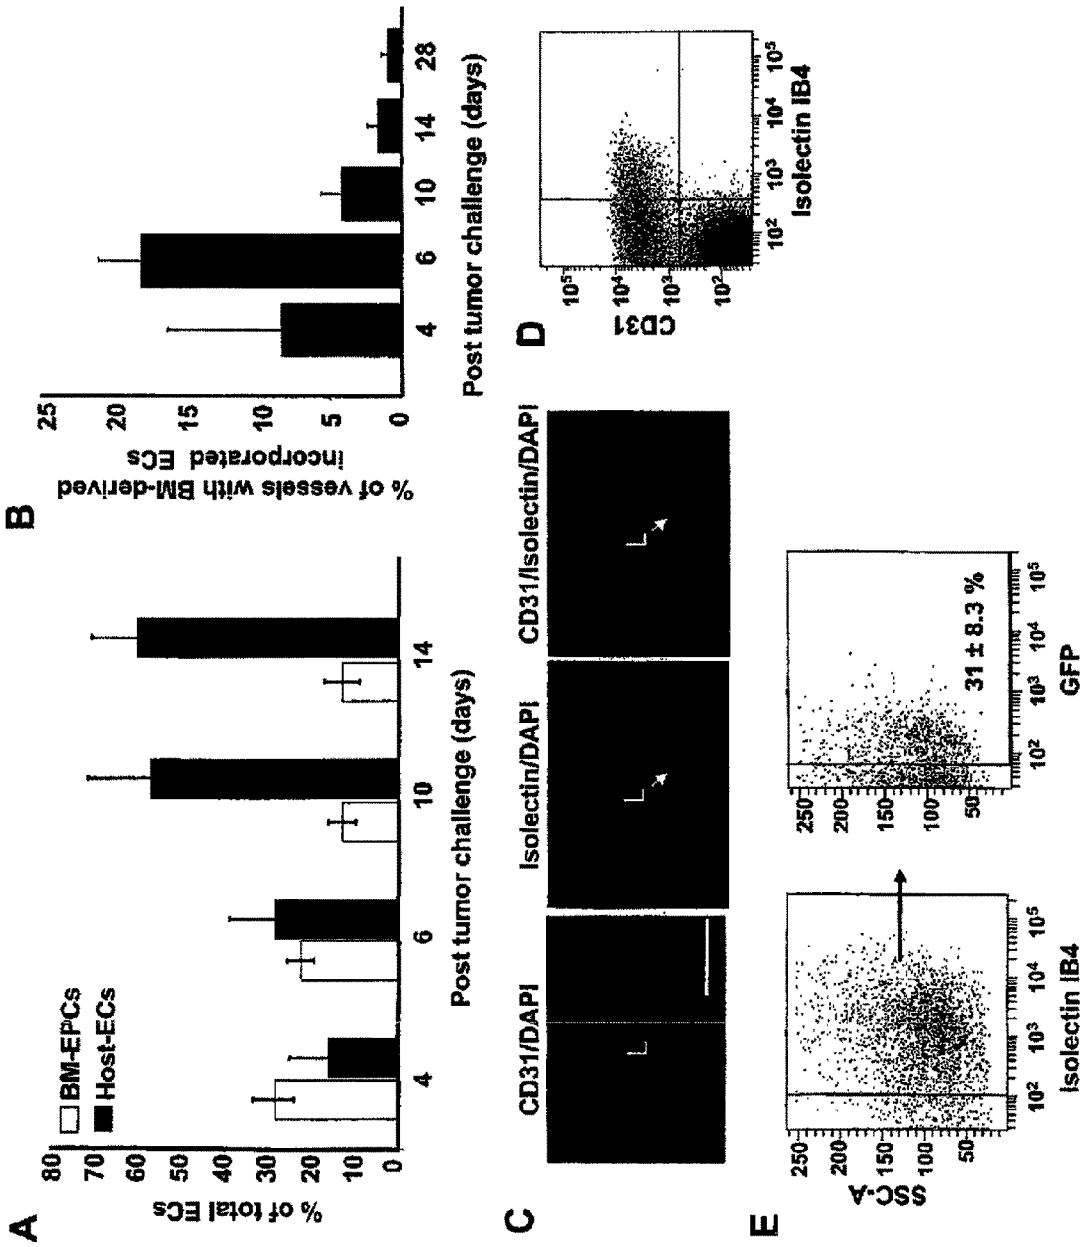 A
BM-EPCs
Host-ECs
% of total ECs
80
70
60
50
40
30
20
10
0
4
6
10
14
Post tumor challenge (days)
B
% of vessels with BM-derived
incorporated ECs
25
20
15
10
5
0
4
6
10
14
28
Post tumor challenge (days)
C
CD31/DAPI
Isolectin/DAPI
CD31/Isolectin/DAPI
D
CD31
10⁵
10⁴
10³
10²
10²
10³
10⁴
10⁵
Isolectin IB4
E
SSC-A
250
200
150
100
50
10²
10³
10⁴
10⁵
Isolectin IB4
250
200
150
100
50
31 ± 8.3 %
10²
10³
10⁴
10⁵
GFP